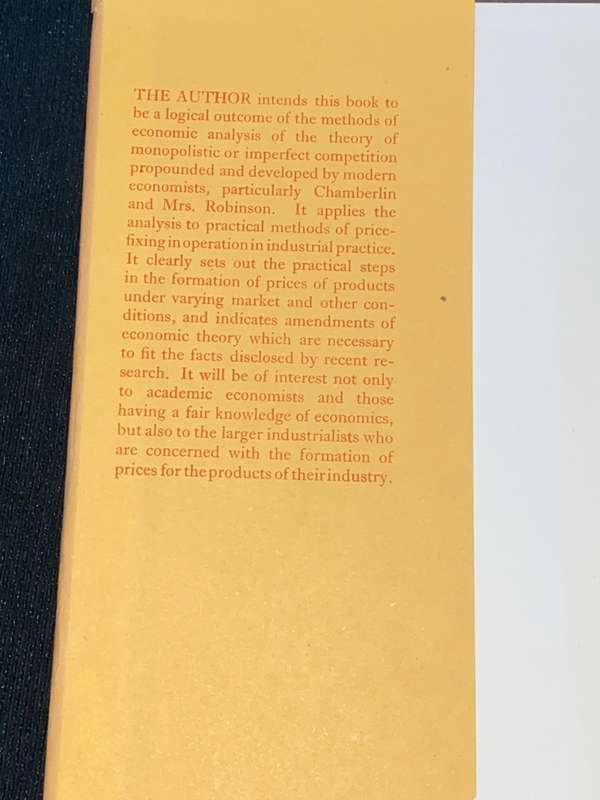 THE AUTHOR intends this book to
be a logical outcome of the methods of
economic analysis of the theory of
monopolistic or imperfect competition
propounded and developed by modern
economists, particularly Chamberlin
and Mrs. Robinson. It applies the
analysis to practical methods of price-
fixing in operation in industrial practice.
It clearly sets out the practical steps
in the formation of prices of products
under varying market and other con-
ditions, and indicates amendments of
economic theory which are necessary
to fit the facts disclosed by recent re-
search. It will be of interest not only
to academic economists and those
having a fair knowledge of economics,
but also to the larger industrialists who
are concerned with the formation of
prices for the products of their industry.